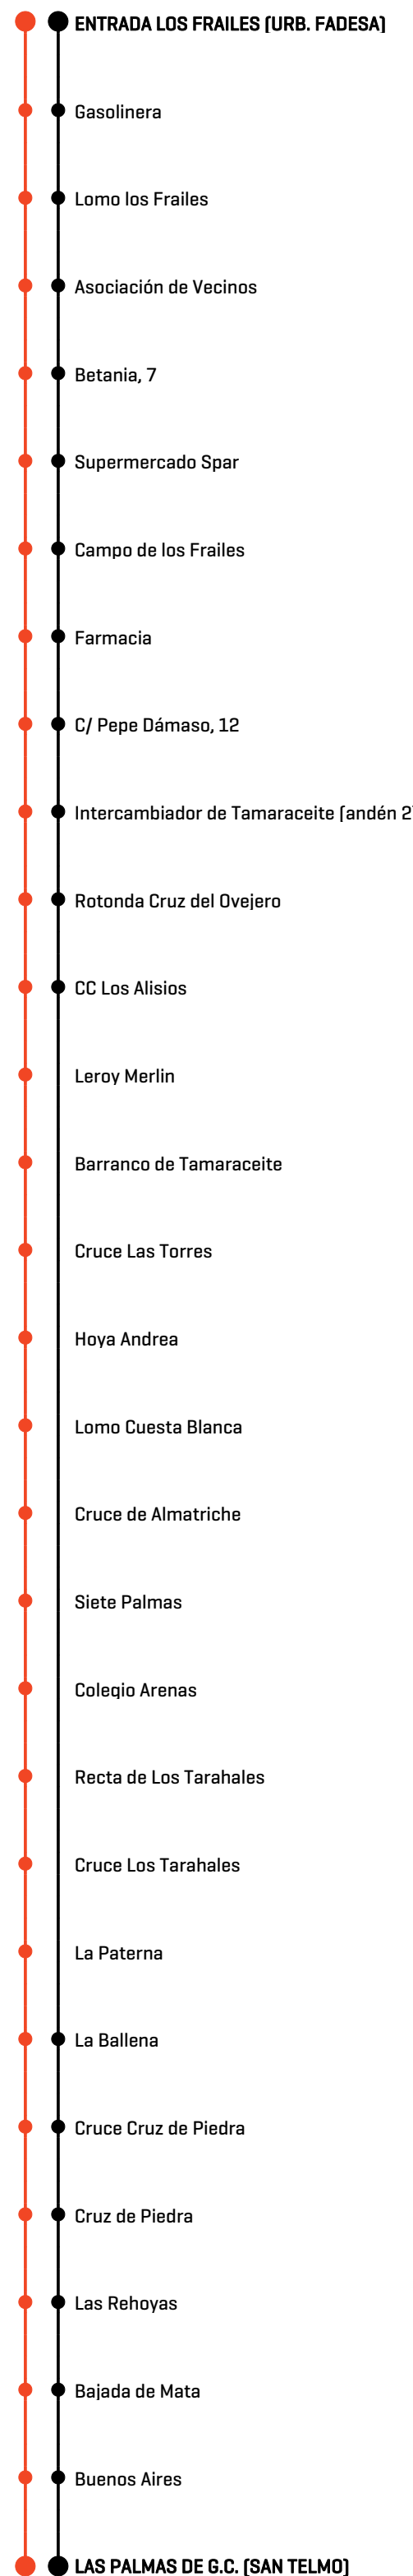 ENTRADA LOS FRAILES (URB. FADESA)
Gasolinera
Lomo los Frailes
Asociación de Vecinos
Betania, 7
Supermercado Spar
Campo de los Frailes
Farmacia
C/ Pepe Dámaso, 12
Intercambiador de Tamaraceite (andén 2)
Rotonda Cruz del Ovejero
CC Los Alisios
Leroy Merlin
Barranco de Tamaraceite
Cruce Las Torres
Hoya Andrea
Lomo Cuesta Blanca
Cruce de Almatriche
Siete Palmas
Colegio Arenas
Recta de Los Tarahales
Cruce Los Tarahales
La Paterna
La Ballena
Cruce Cruz de Piedra
Cruz de Piedra
Las Rehoyas
Bajada de Mata
Buenos Aires
LAS PALMAS DE G.C. (SAN TELMO)